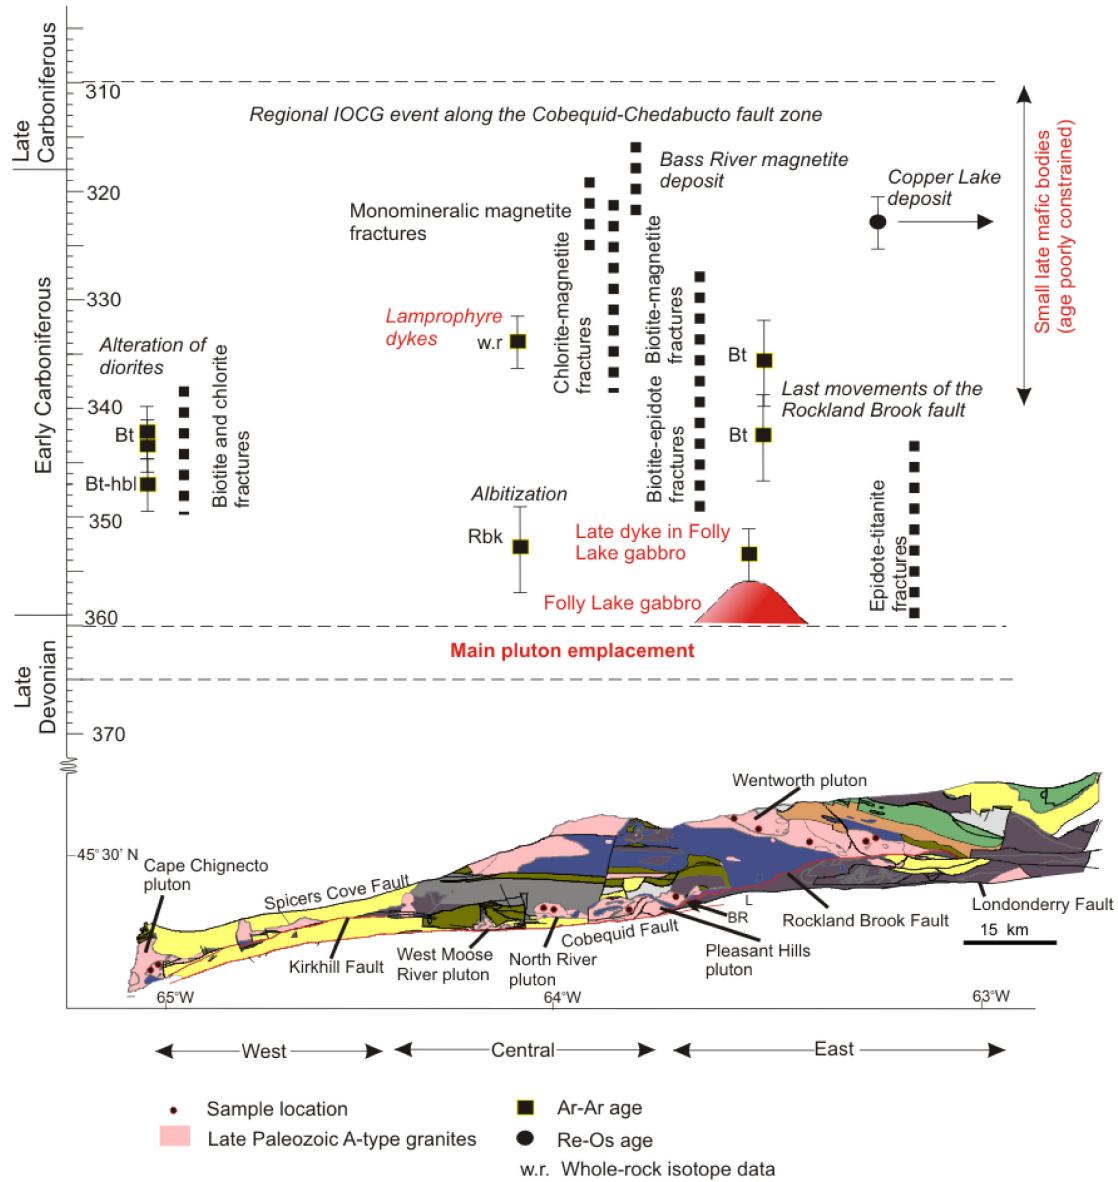 Late
Carboniferous
Early Carboniferous
Late
Devonian
310
320
330
340
350
360
370
Regional IOCG event along the Cobequid-Chedabucto fault zone
Bass River magnetite
deposit
Copper Lake
deposit
Small late mafic bodies
(age poorly constrained)
Monomineralic magnetite
fractures
Chlorite-magnetite
fractures
Biotite-magnetite
fractures
Biotite-epidote
fractures
Lamprophyre
dykes
w.r
Alteration of
diorites
Bt
Bt-hbl
Biotite and chlorite
fractures
Bt
Last movements of the
Rockland Brook fault
Bt
Albitization
Rbk
Late dyke in Folly
Lake gabbro
Folly Lake gabbro
Epidote-titanite
fractures
Main pluton emplacement
Wentworth pluton
45° 30' N
Cape Chignecto
pluton
Spicers Cove Fault
Kirkhill Fault
West Moose
River pluton
North River
pluton
Cobequid Fault
L
BR
Pleasant Hills
pluton
Rockland Brook Fault
Londonderry Fault
15 km
65°W
64°W
63°W
West
Central
East
Sample location
Late Paleozoic A-type granites
Ar-Ar age
Re-Os age
w.r. Whole-rock isotope data